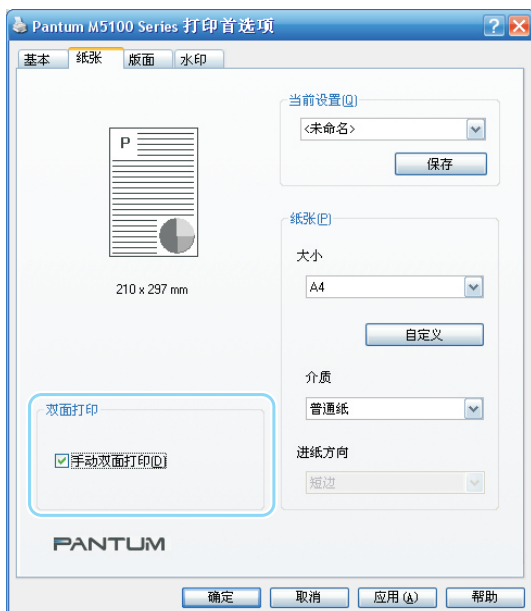 Pantum M5100 Series 打印首选项
基本 纸张 版面 水印
P
210 x 297 mm
双面打印
手动双面打印(D)
PANTUM
当前设置(Q)
<未命名>
保存
纸张(P)
大小
A4
自定义
介质
普通纸
进纸方向
短边
确定 取消 应用(A) 帮助